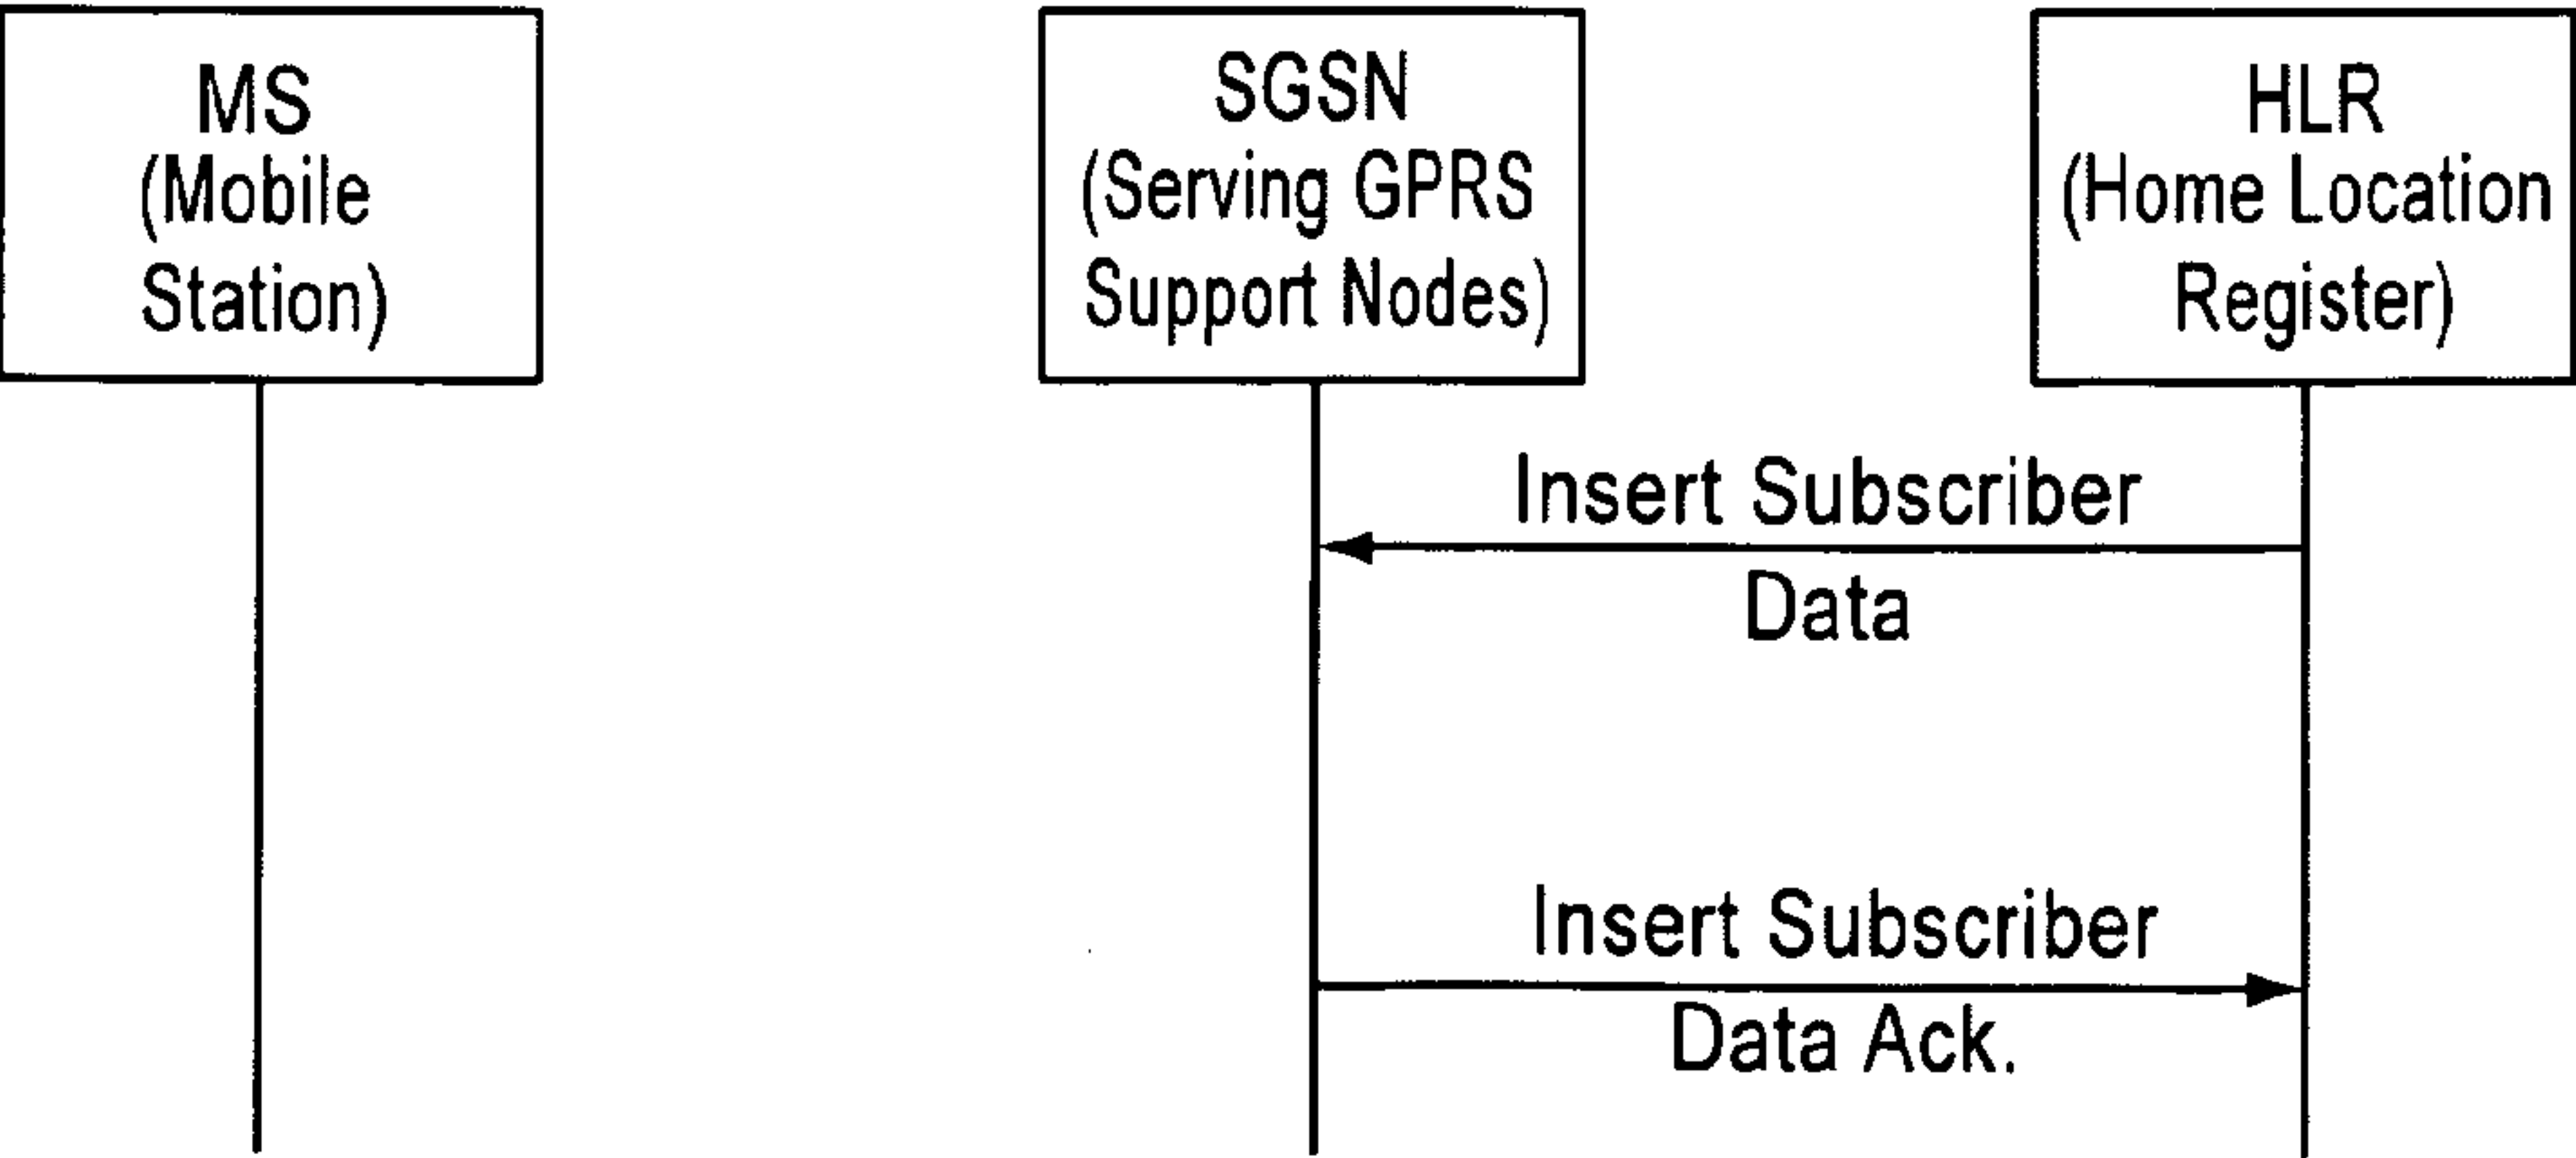 MS
(Mobile
Station)
SGSN
(Serving GPRS
Support Nodes)
HLR
(Home Location
Register)
Insert Subscriber
Data
Insert Subscriber
Data Ack.